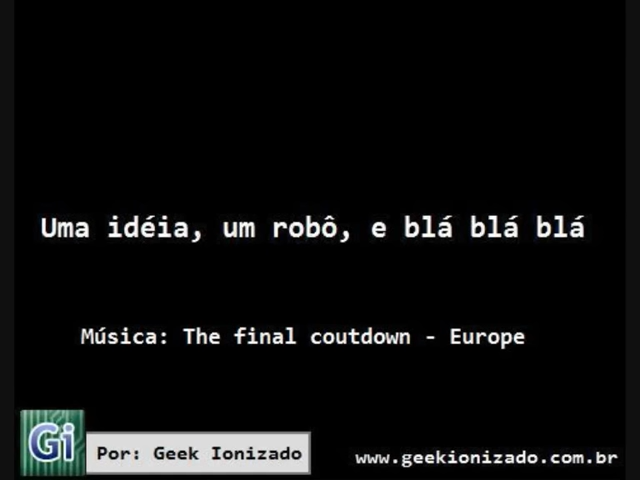 Uma idéia, um robô, e blá blá blá
Música: The final coutdown - Europe
Gi
Por: Geek Ionizado
www.geekionizado.com.br